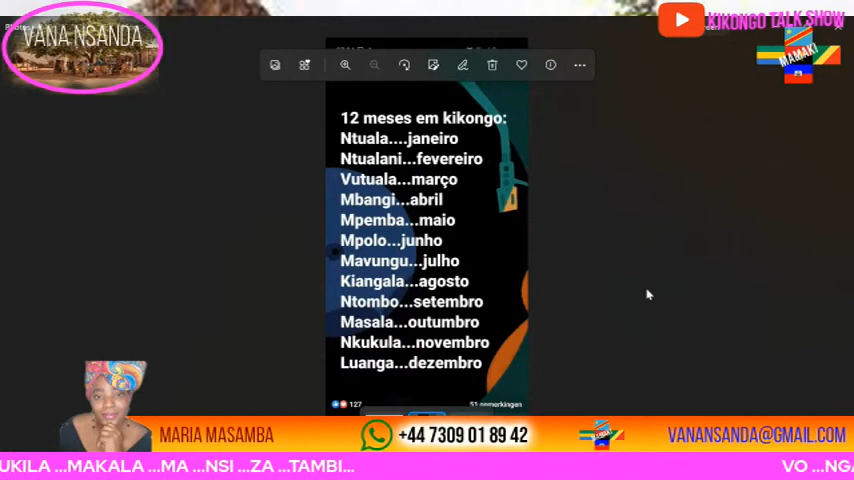 VANA NSANDA
KIKONGO TALK SHOW
MAMAKI
12 meses em kikongo:
Ntuala....janeiro
Ntualani...fevereiro
Vutuala...março
Mbangi...abril
Mpemba...maio
Mpolo...junho
Mavungu...julho
Kiangala...agosto
Ntombo...setembro
Masala...outumbro
Nkukula...novembro
Luanga...dezembro
127
51 opmerkingen
MARIA MASAMBA
+44 7309 01 89 42
VANANSANDA@GMAIL.COM
UKILA ...MAKALA ...MA ...NSI ...ZA ...TAMBI...
VO ...NGA